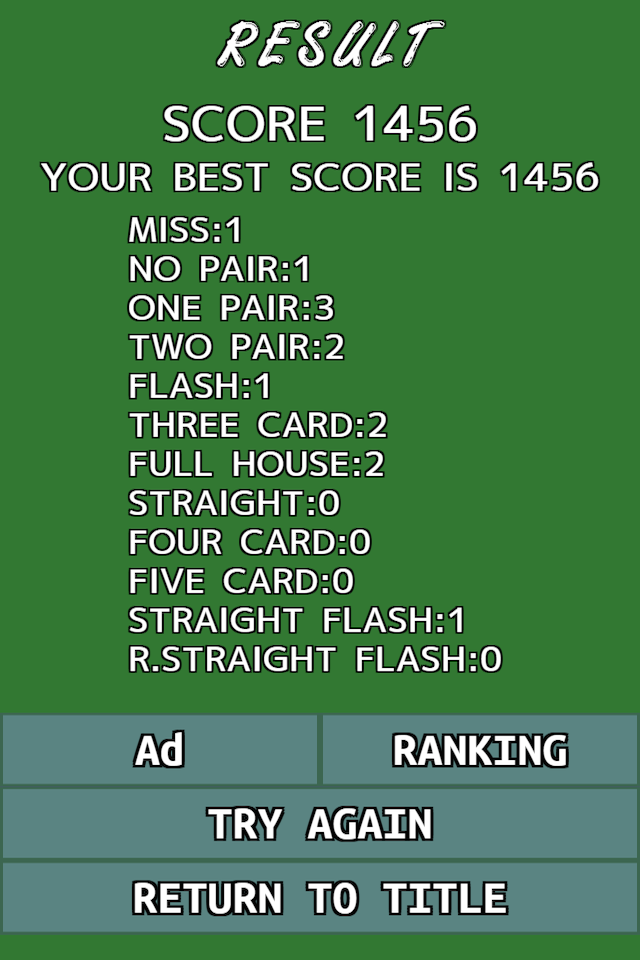 RESULT
SCORE 1456
YOUR BEST SCORE IS 1456
MISS:1
NO PAIR:1
ONE PAIR:3
TWO PAIR:2
FLASH:1
THREE CARD:2
FULL HOUSE:2
STRAIGHT:0
FOUR CARD:0
FIVE CARD:0
STRAIGHT FLASH:1
R.STRAIGHT FLASH:0
Ad RANKING
TRY AGAIN
RETURN TO TITLE